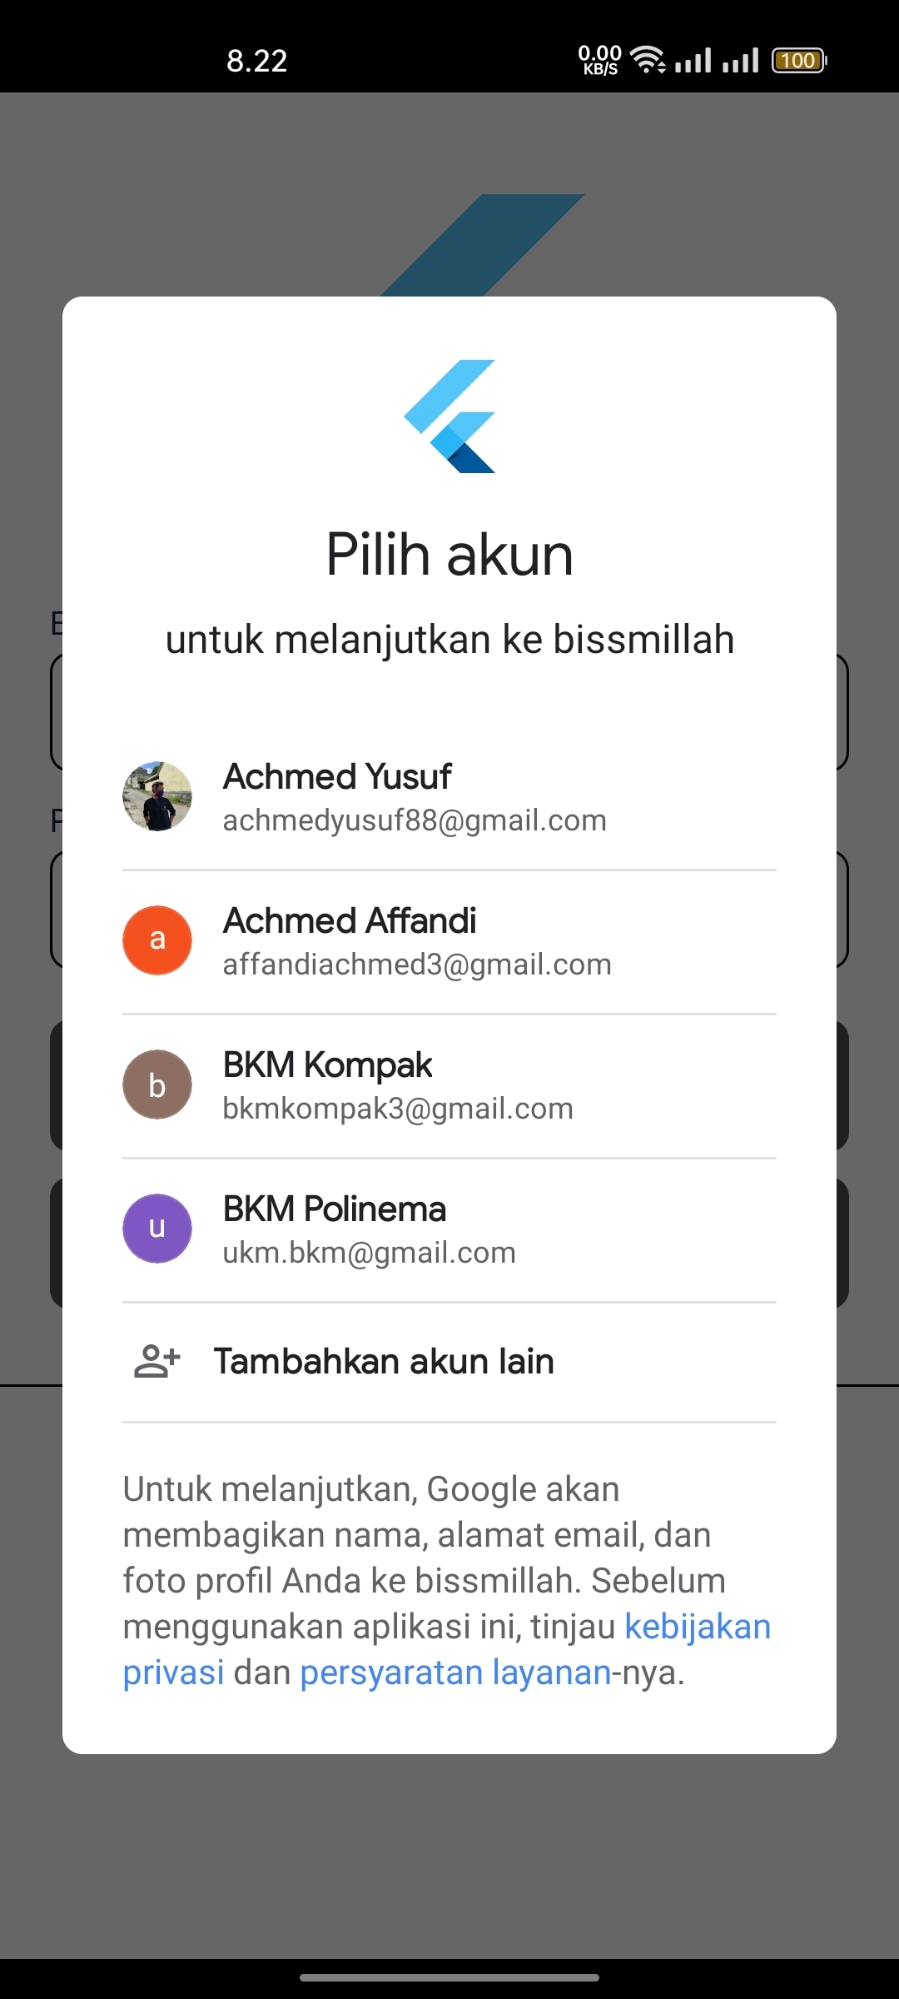 8.22
0.00
KB/S
100
Pilih akun
untuk melanjutkan ke bissmillah
E
Achmed Yusuf
achmedyusuf88@gmail.com
P
a
Achmed Affandi
affandiachmed3@gmail.com
b
BKM Kompak
bkmkompak3@gmail.com
u
BKM Polinema
ukm.bkm@gmail.com
Tambahkan akun lain
Untuk melanjutkan, Google akan
membagikan nama, alamat email, dan
foto profil Anda ke bissmillah. Sebelum
menggunakan aplikasi ini, tinjau kebijakan
privasi dan persyaratan layanan-nya.